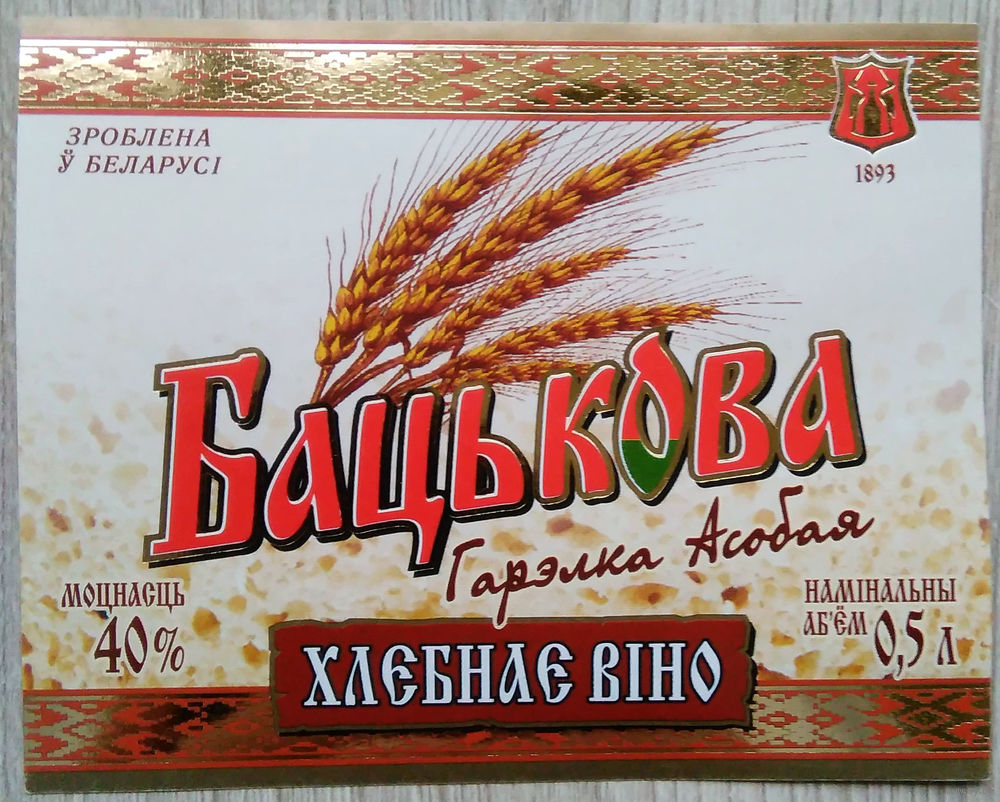 ЗРОБЛЕНА
Ў БЕЛАРУСІ
1893
Бацькова
Гарэлка Асобая
МОЦНАСЦЬ
40%
НАМІНАЛЬНЫ
АБ'ЁМ 0,5 Л
ХЛЕБНАЕ ВІНО